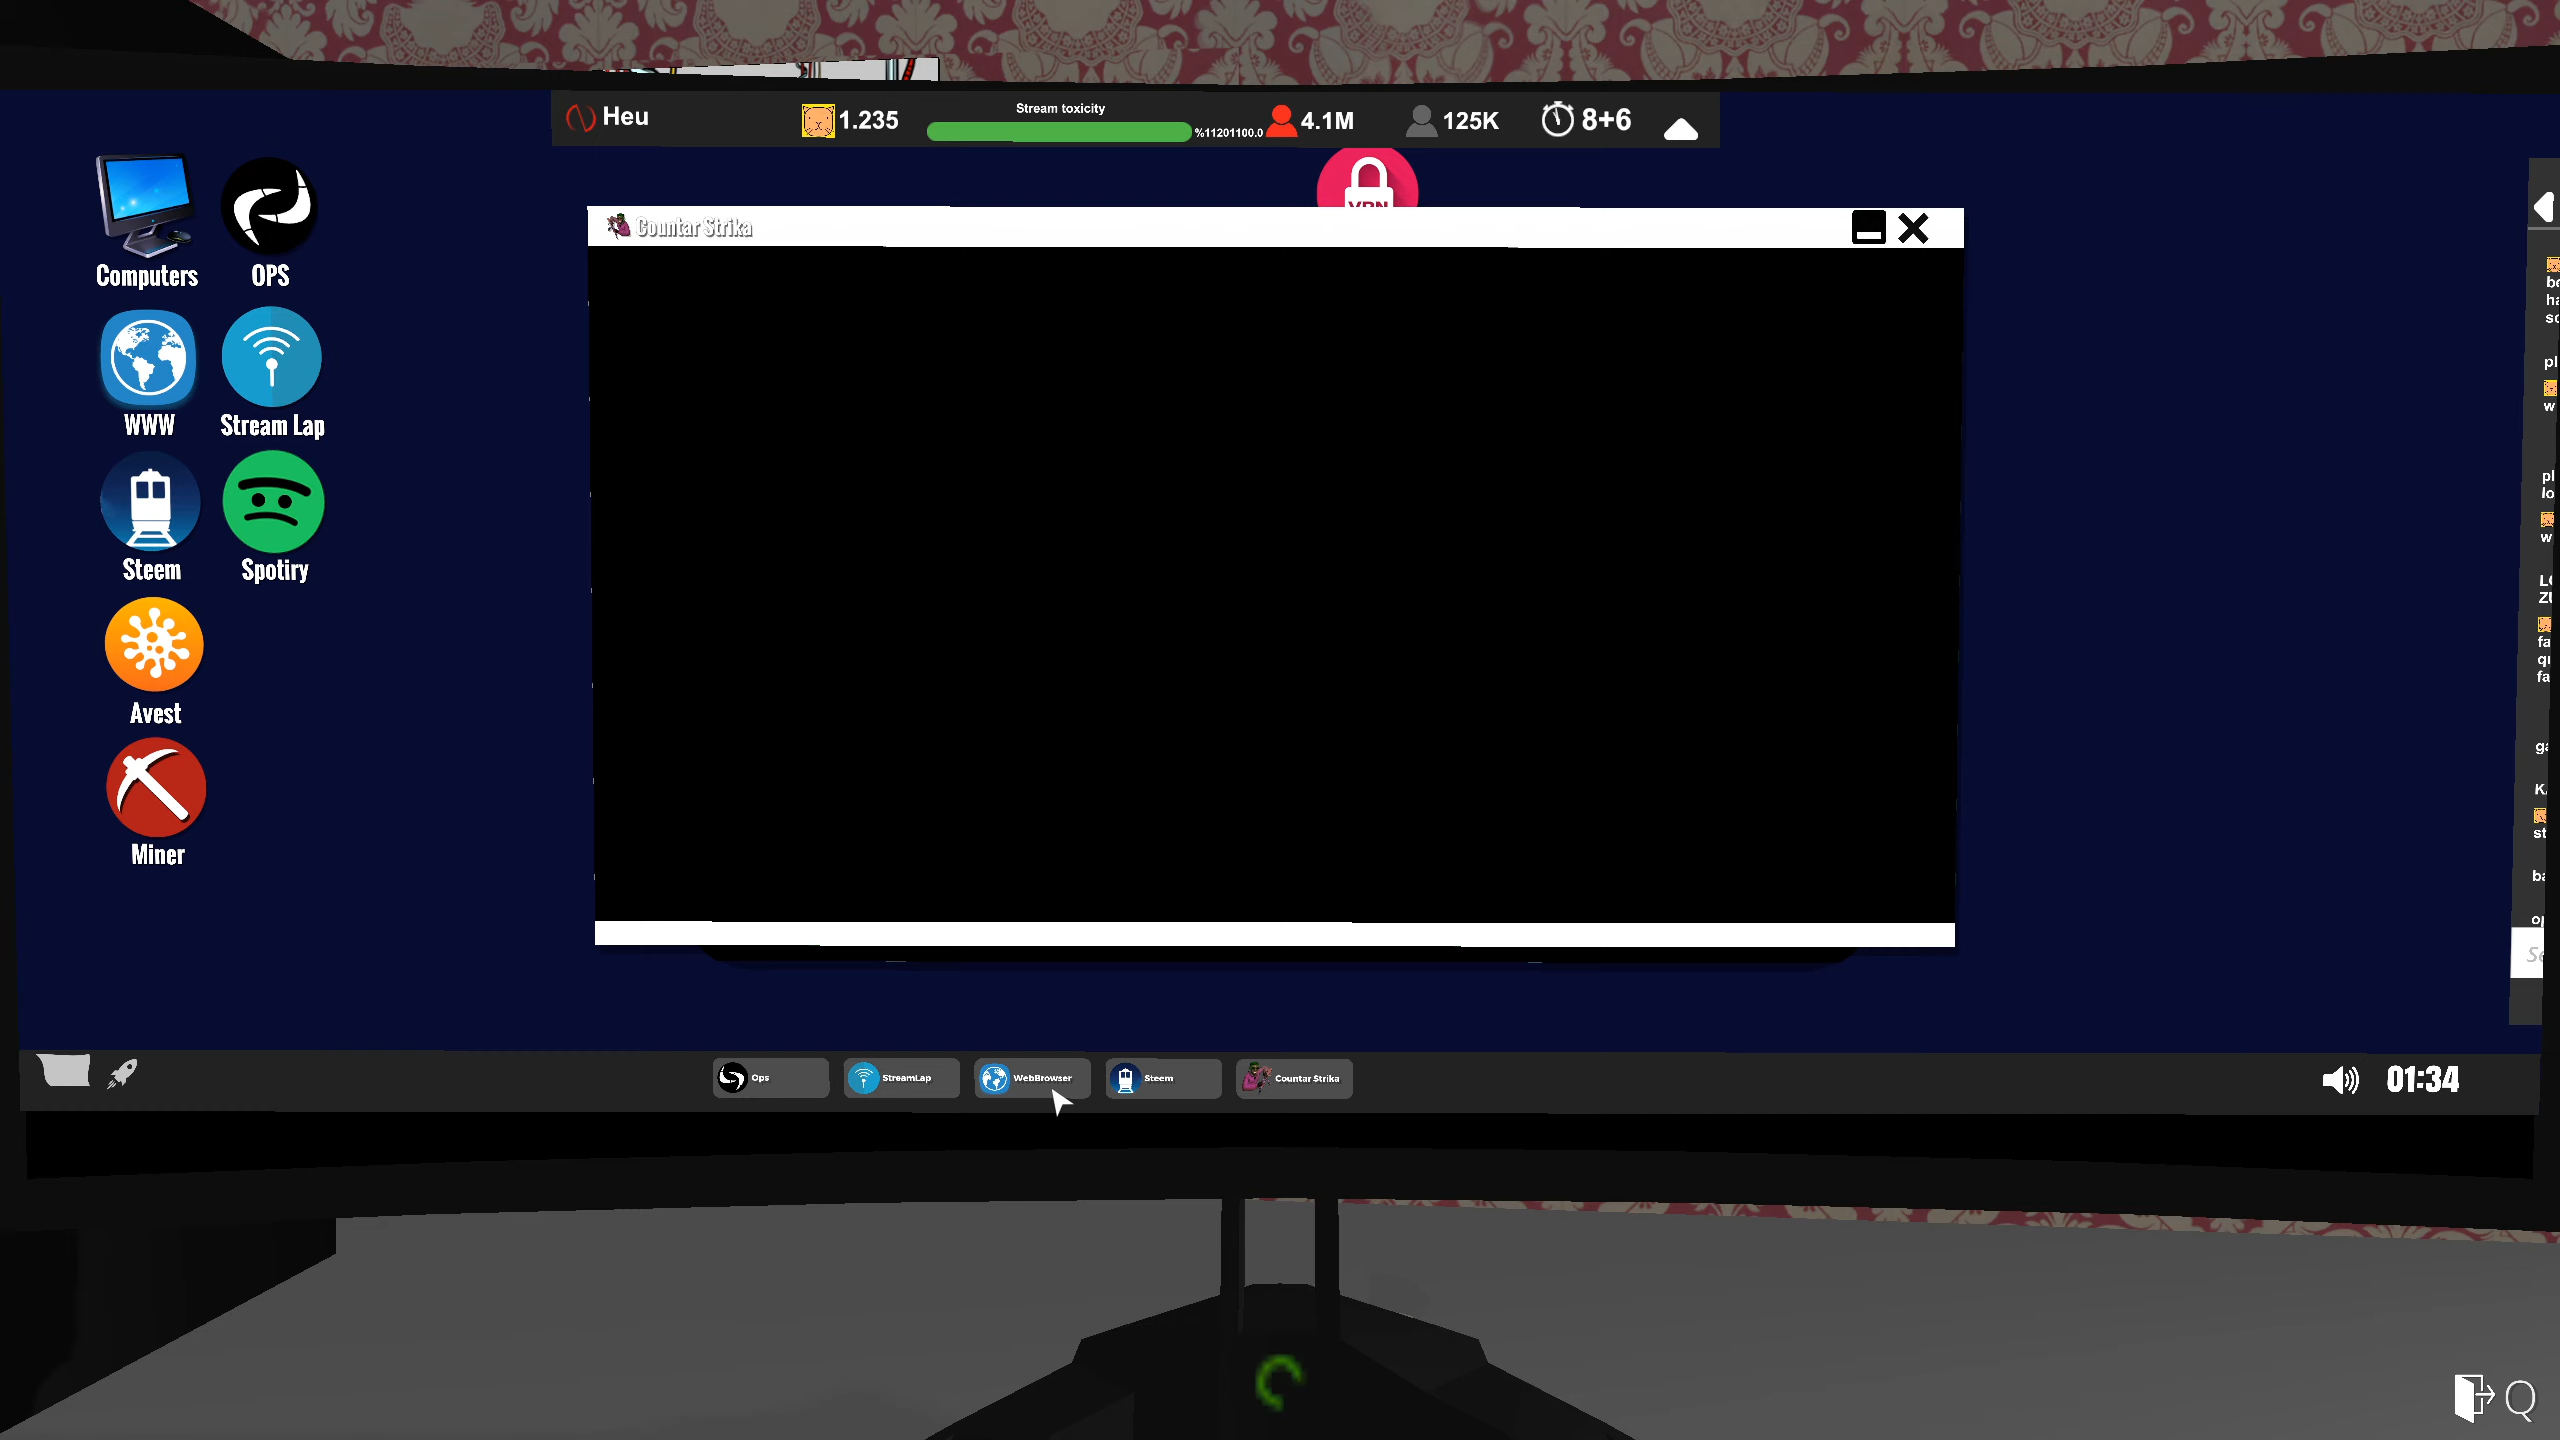 Heu
1.235
Stream toxicity
%11201100.0
4.1M
125K
8+6
VPN
Countar Strika
Computers
OPS
WWW
Stream Lap
Steem
Spotiry
Avest
Miner
Ops
StreamLap
WebBrowser
Steem
Countar Strika
01:34
Q